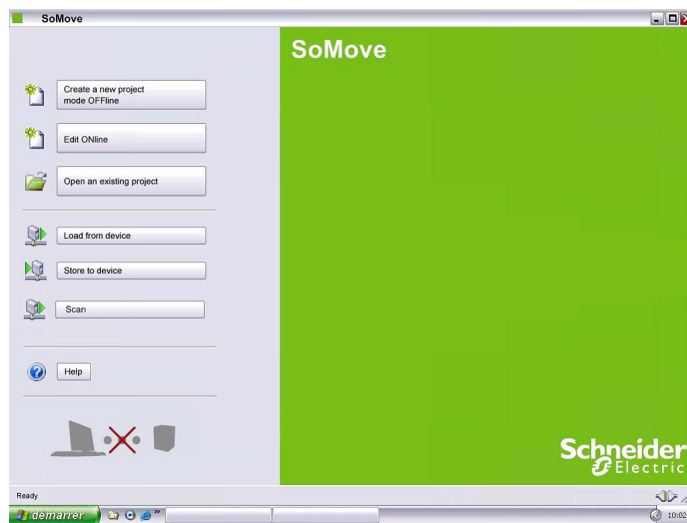 SoMove
SoMove
Create a new project
mode OFFline
Edit ONline
Open an existing project
Load from device
Store to device
Scan
Help
Schneider
Electric
Ready
démarrer
»
10:02